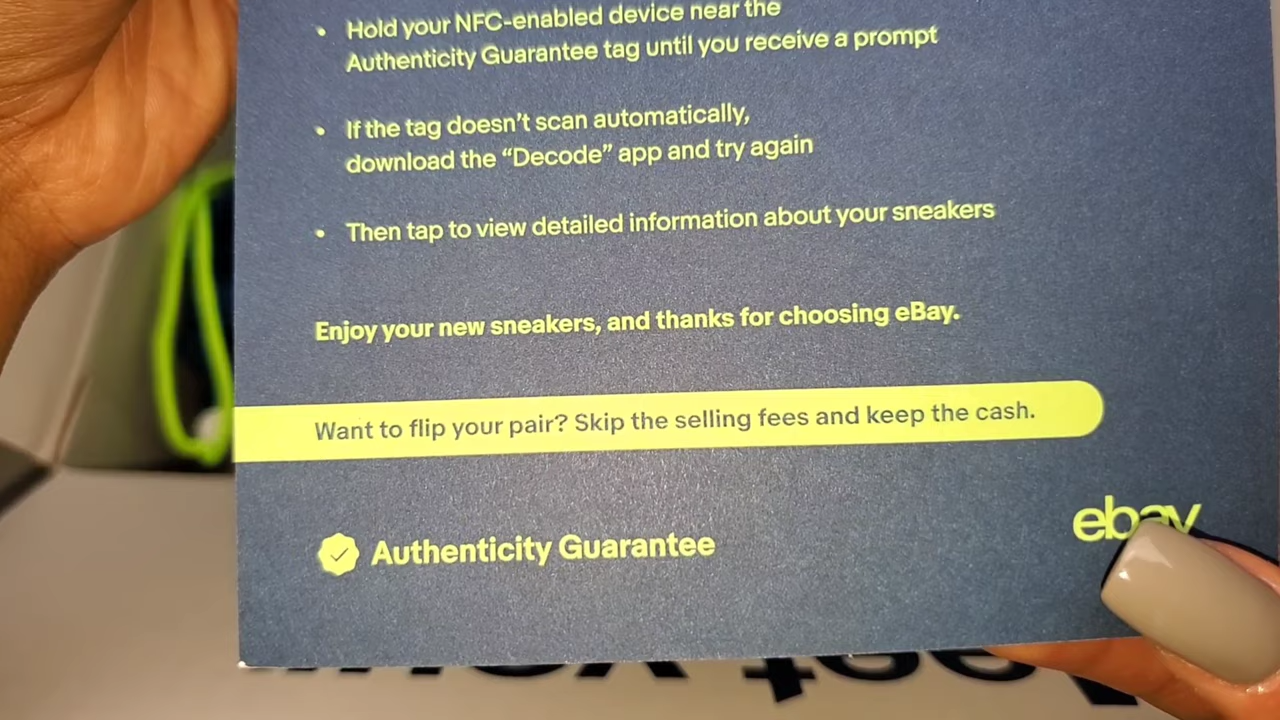 • Hold your NFC-enabled device near the
Authenticity Guarantee tag until you receive a prompt
• If the tag doesn't scan automatically,
download the “Decode” app and try again
• Then tap to view detailed information about your sneakers
Enjoy your new sneakers, and thanks for choosing eBay.
Want to flip your pair? Skip the selling fees and keep the cash.
Authenticity Guarantee
ebay